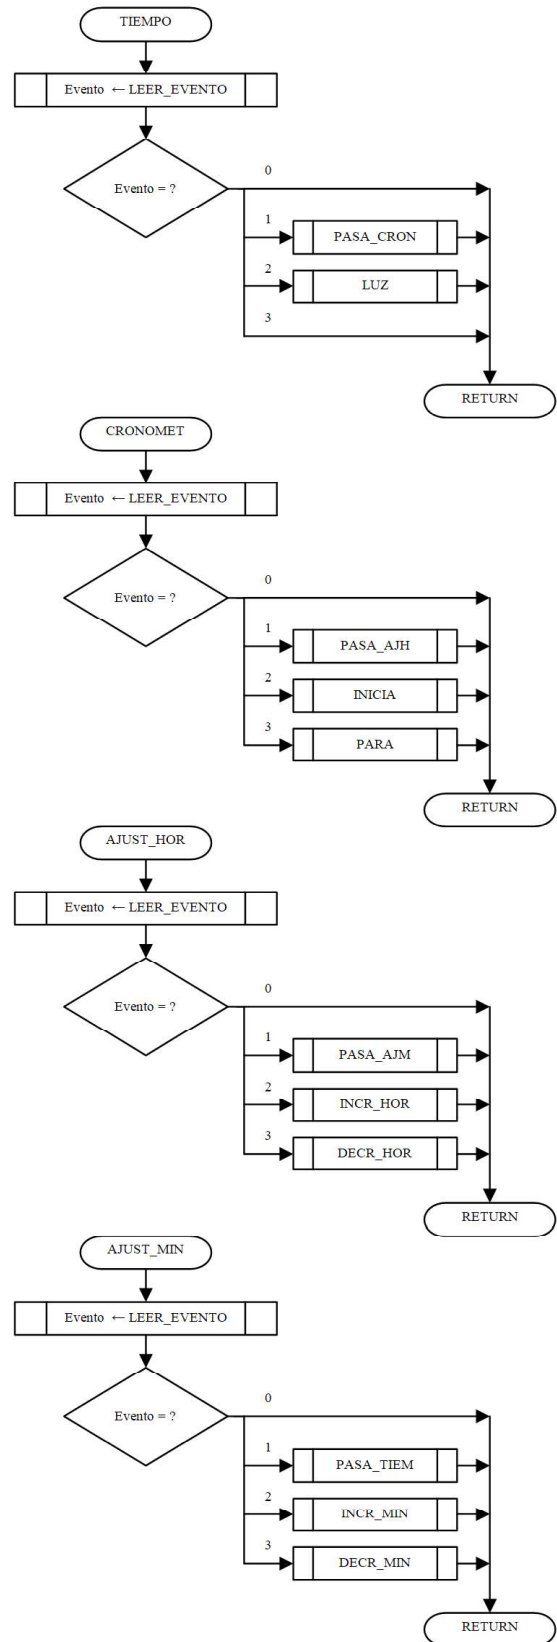 TIEMPO
Evento ← LEER_EVENTO
Evento = ?
0
1
PASA_CRON
2
LUZ
3
RETURN
CRONOMET
Evento ← LEER_EVENTO
Evento = ?
0
1
PASA_AJH
2
INICIA
3
PARA
RETURN
AJUST_HOR
Evento ← LEER_EVENTO
Evento = ?
0
1
PASA_AJM
2
INCR_HOR
3
DECR_HOR
RETURN
AJUST_MIN
Evento ← LEER_EVENTO
Evento = ?
0
1
PASA_TIEM
2
INCR_MIN
3
DECR_MIN
RETURN